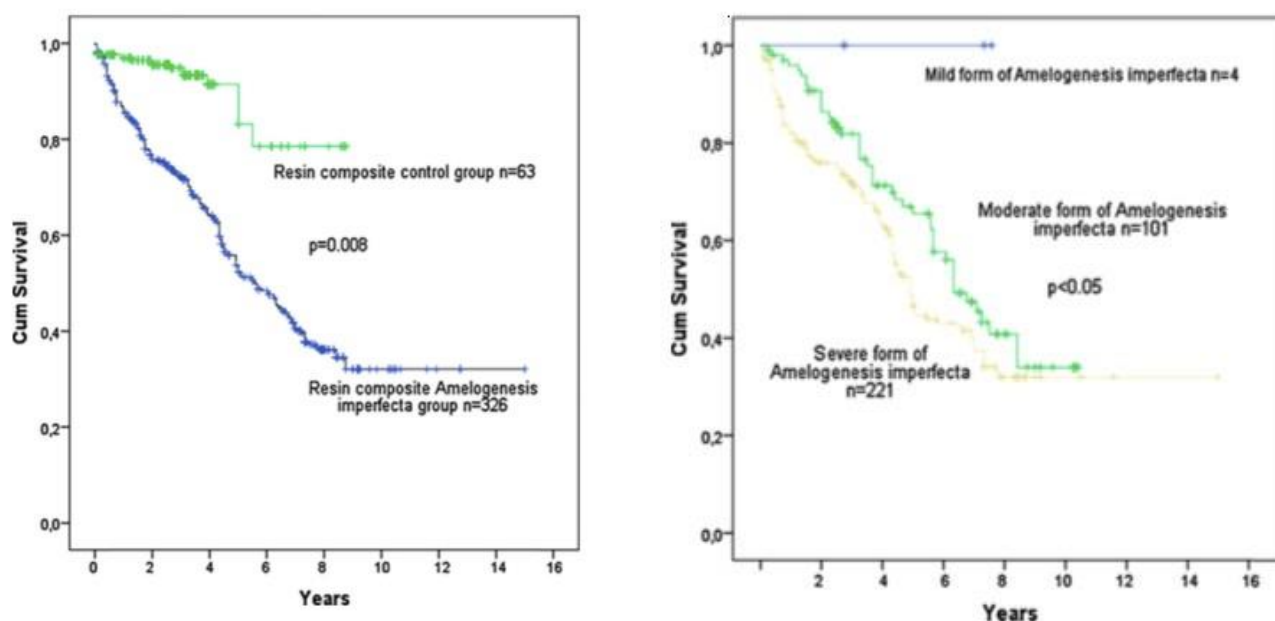 Cum Survival
1,0
0,8
0,6
0,4
0,2
0,0
Resin composite control group n=63
p=0.008
Resin composite Amelogenesis
imperfecta group n=326
0 2 4 6 8 10 12 14 16
Years
Cum Survival
1,0
0,8
0,6
0,4
0,2
0,0
Mild form of Amelogenesis imperfecta n=4
Moderate form of Amelogenesis
imperfecta n=101
p<0.05
Severe form of
Amelogenesis imperfecta
n=221
2 4 6 8 10 12 14 16
Years